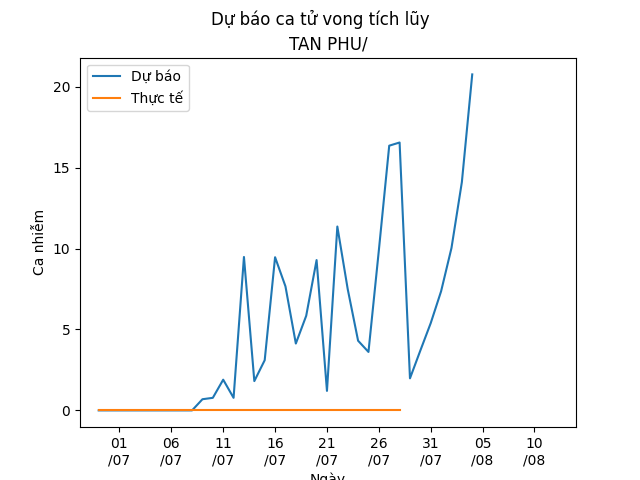 Dự báo ca tử vong tích lũy
TAN PHU/
Dự báo
Thực tế
Ca nhiễm
20
15
10
5
0
01 06 11 16 21 26 31 05 10
/07 /07 /07 /07 /07 /07 /07 /08 /08
Ngày